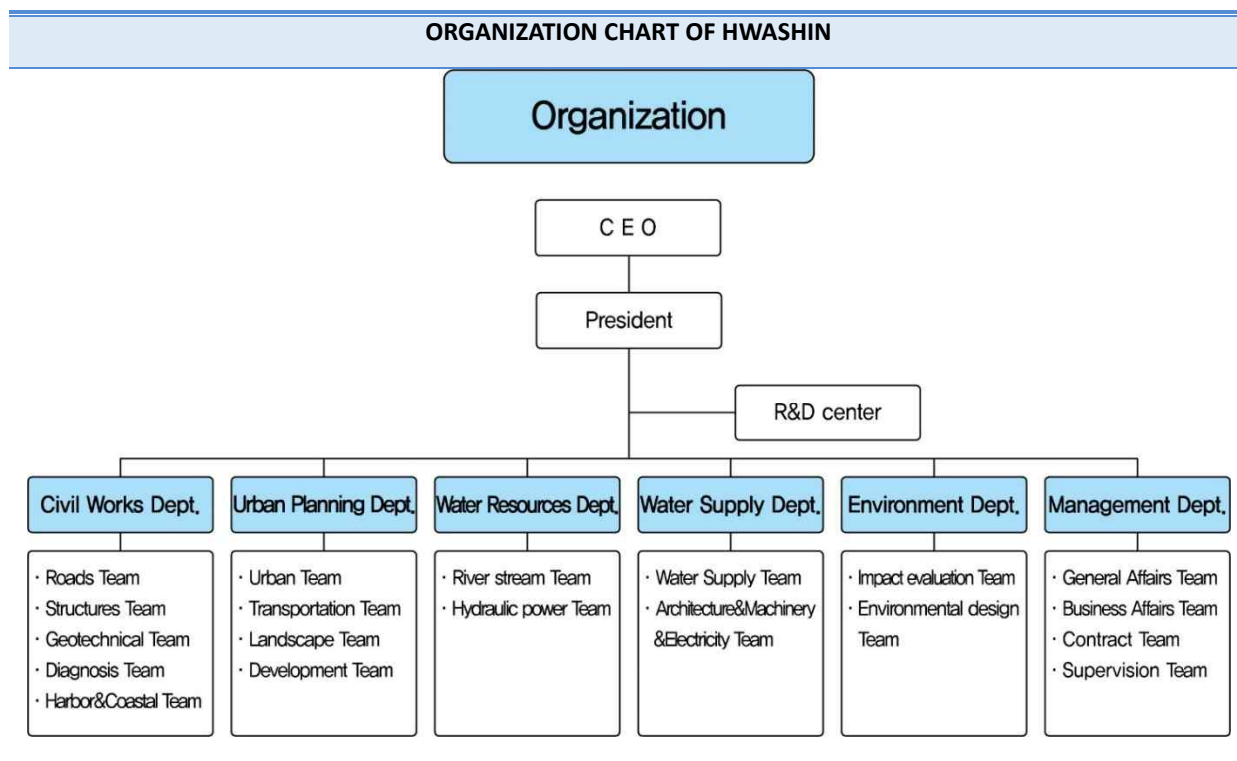 ORGANIZATION CHART OF HWASHIN
Organization
C E O
President
R&D center
Civil Works Dept.
Urban Planning Dept.
Water Resources Dept.
Water Supply Dept.
Environment Dept.
Management Dept.
· Roads Team
· Structures Team
· Geotechnical Team
· Diagnosis Team
· Harbor&Coastal Team
· Urban Team
· Transportation Team
· Landscape Team
· Development Team
· River stream Team
· Hydraulic power Team
· Water Supply Team
· Architecture&Machinery
&Electricity Team
· Impact evaluation Team
· Environmental design
Team
· General Affairs Team
· Business Affairs Team
· Contract Team
· Supervision Team